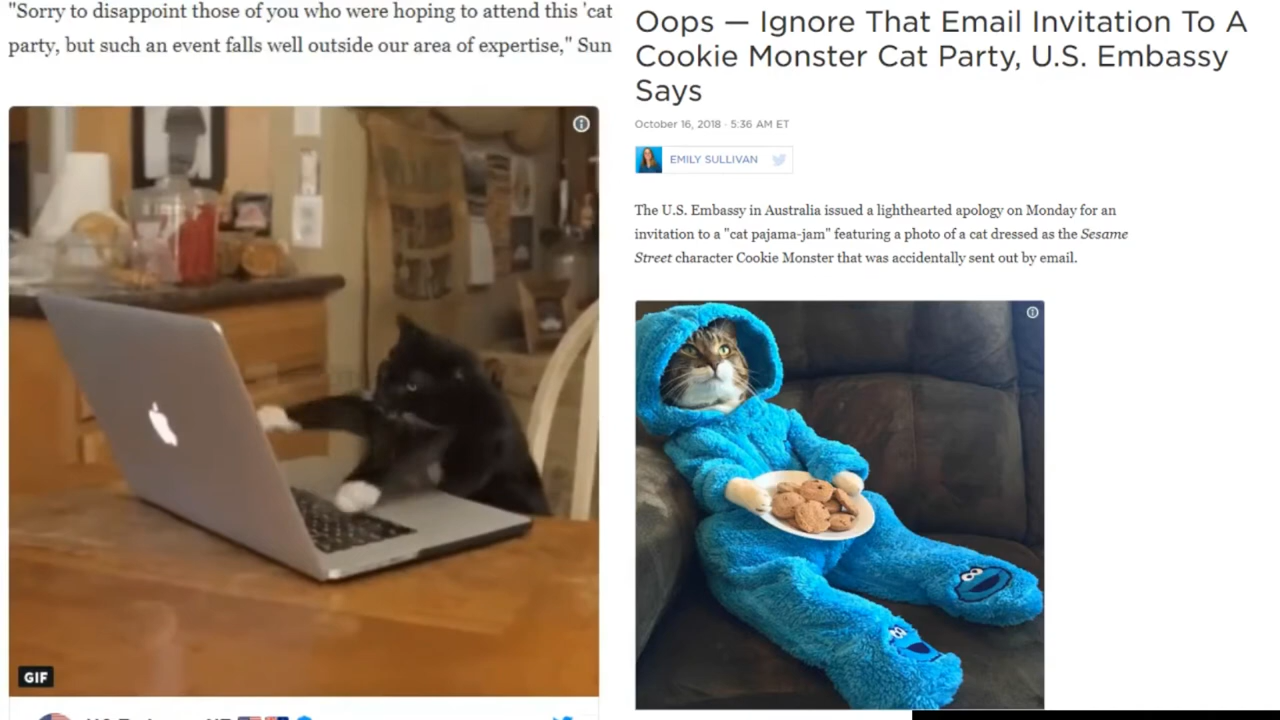 "Sorry to disappoint those of you who were hoping to attend this 'cat
party, but such an event falls well outside our area of expertise," Sun
GIF
Oops — Ignore That Email Invitation To A
Cookie Monster Cat Party, U.S. Embassy
Says
October 16, 2018 · 5:36 AM ET
EMILY SULLIVAN
The U.S. Embassy in Australia issued a lighthearted apology on Monday for an
invitation to a "cat pajama-jam" featuring a photo of a cat dressed as the Sesame
Street character Cookie Monster that was accidentally sent out by email.